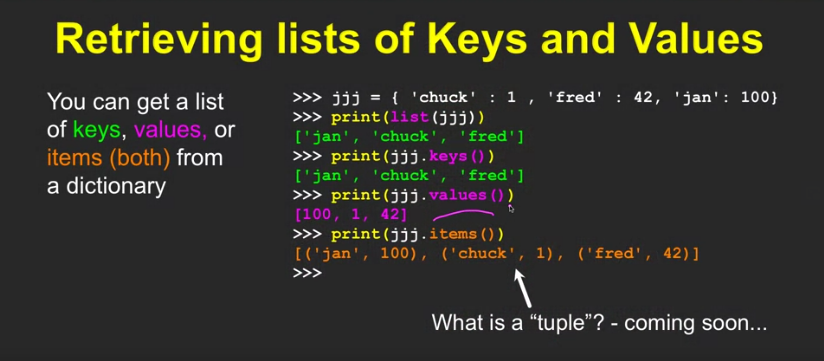 Retrieving lists of Keys and Values
You can get a list
of keys, values, or
items (both) from
a dictionary
>>> jjj = { 'chuck' : 1 , 'fred' : 42, 'jan': 100}
>>> print(list(jjj))
['jan', 'chuck', 'fred']
>>> print(jjj.keys())
['jan', 'chuck', 'fred']
>>> print(jjj.values())
[100, 1, 42]
>>> print(jjj.items())
[('jan', 100), ('chuck', 1), ('fred', 42)]
>>>
What is a “tuple”? - coming soon...